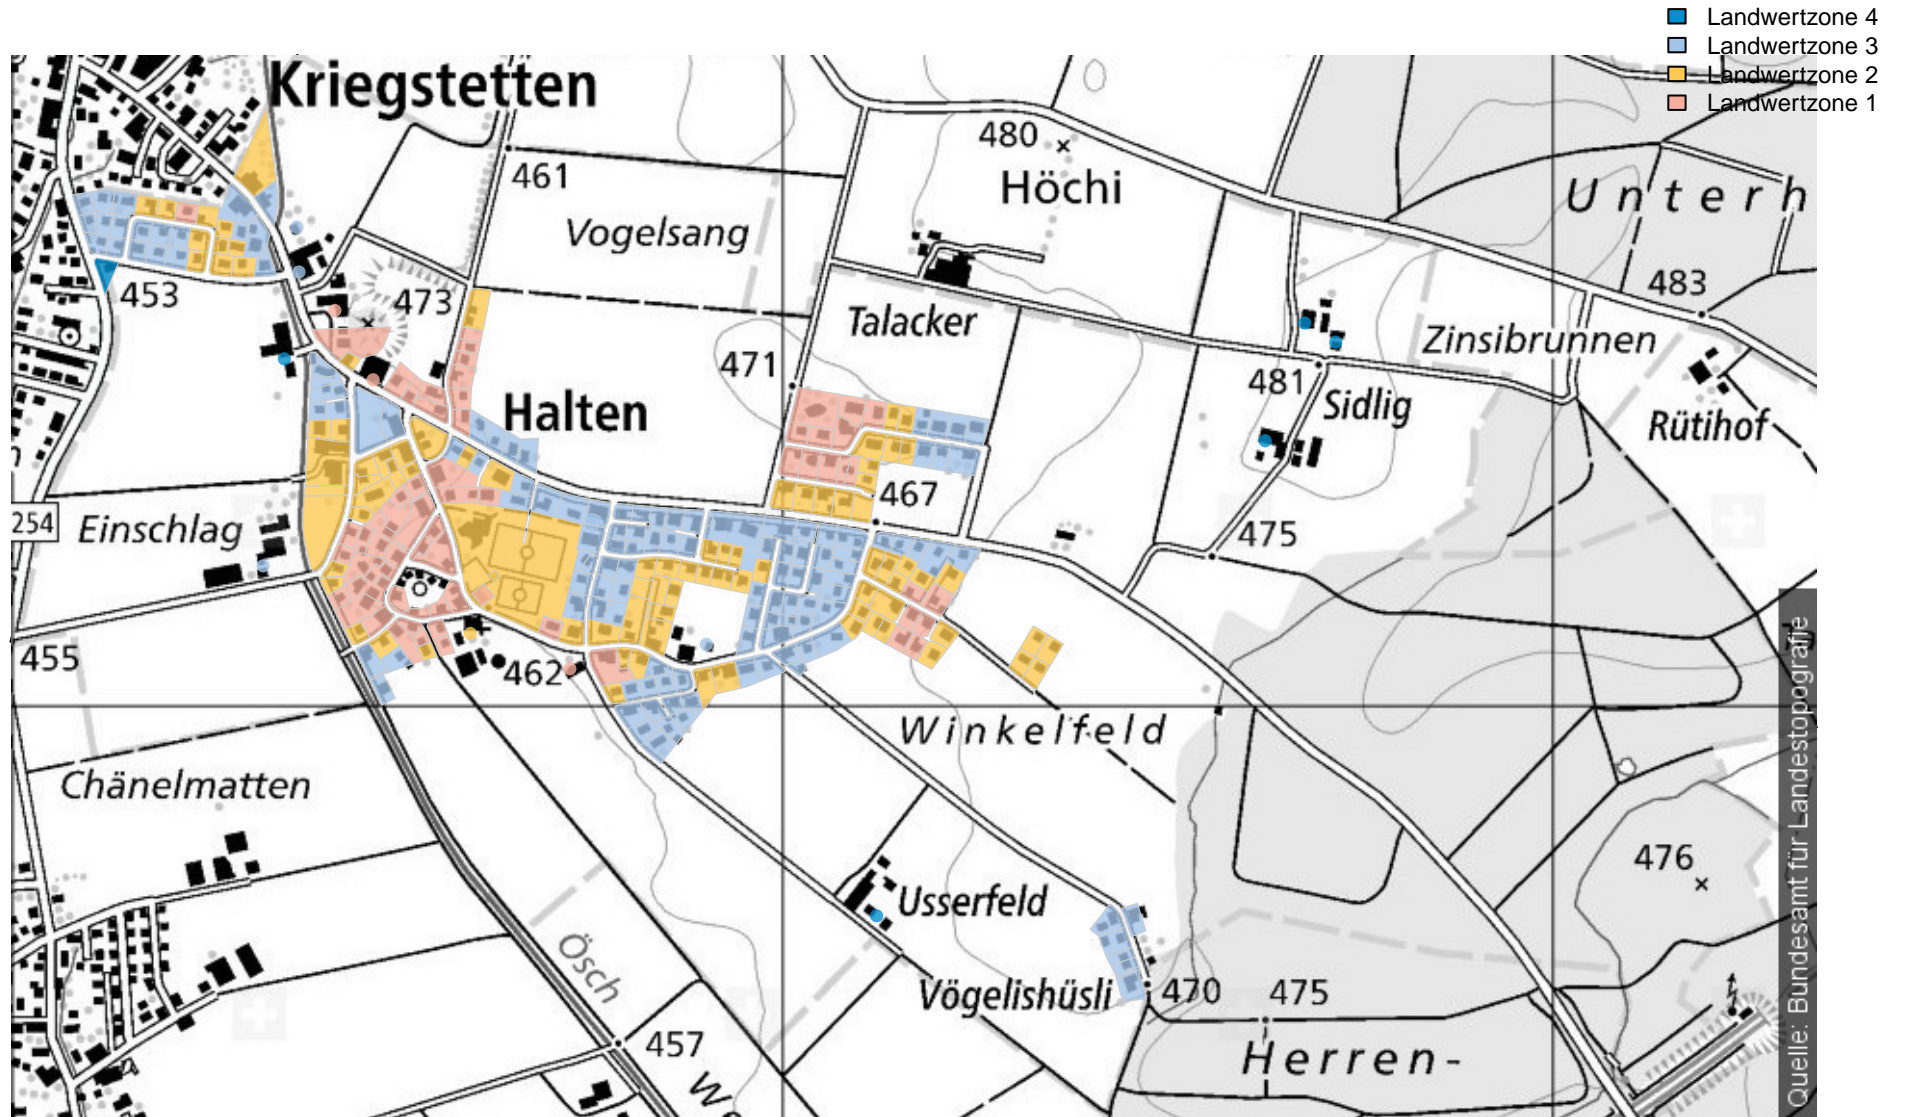 Landwertzone 4
Landwertzone 3
Landwertzone 2
Landwertzone 1
Kriegstetten
480
Höchi
461
Unterh
Vogelsang
453
473
483
Talacker
Zinsibrunnen
471
481
Sidlig
Halten
Rütihof
467
254
Einschlag
475
455
462
Winkelfeld
Chänelmatten
476
Usserfeld
Ösch
Vögelishüsli
470
475
457
Herren-
We
Quelle: Bundesamt für Landestopografie